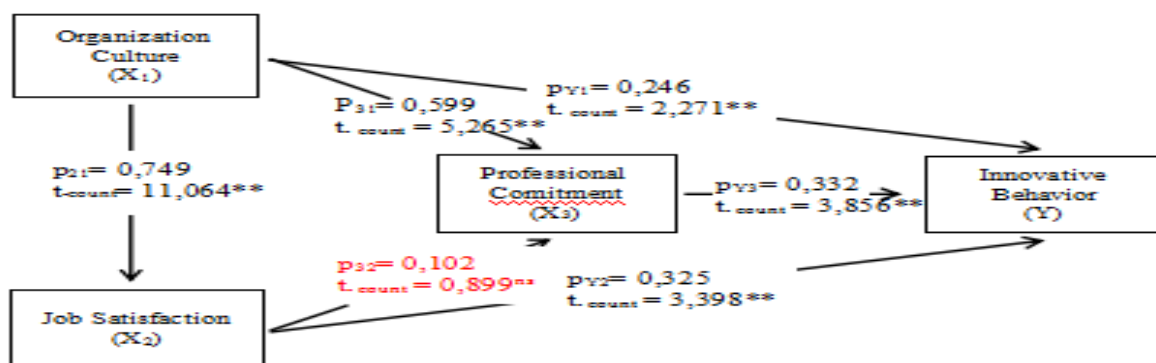 Organization
Culture
(X₁)
pY1= 0,246
t. count = 2,271**
P31= 0,599
t. count = 5,265**
p21= 0,749
t-count= 11,064**
Professional
Comitment
(X₃)
pY3= 0,332
t. count = 3,856**
Innovative
Behavior
(Y)
p32= 0,102
t. count = 0,899ns
pY2= 0,325
t. count = 3,398**
Job Satisfaction
(X₂)